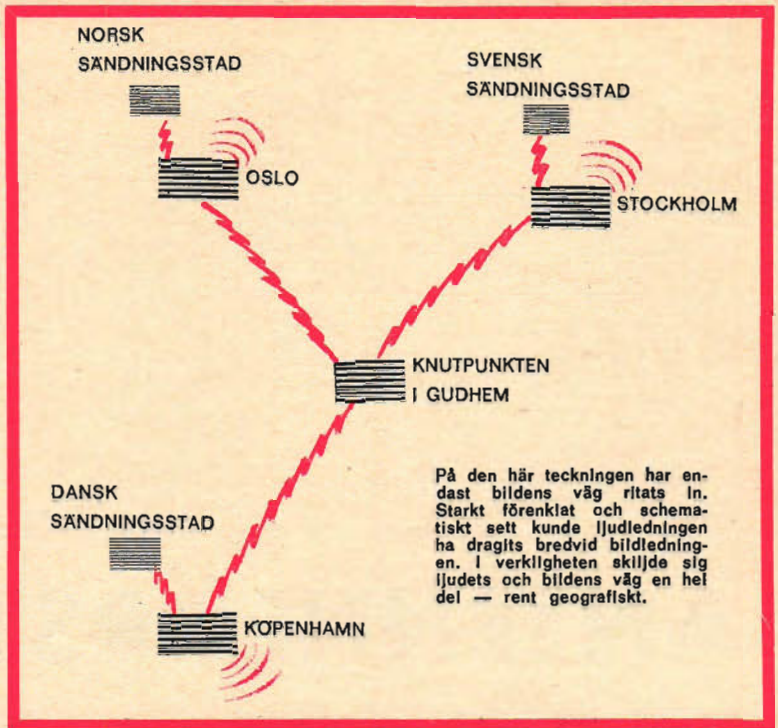 NORSK
SÄNDNINGSSTAD
SVENSK
SÄNDNINGSSTAD
OSLO
STOCKHOLM
KNUTPUNKTEN
I GUDHEM
DANSK
SÄNDNINGSSTAD
KÖPENHAMN
På den här teckningen har en-
dast bildens väg ritats in.
Starkt förenklat och schema-
tiskt sett kunde ljudledningen
ha dragits bredvid bildlednin-
gen. I verkligheten skiljde sig
ljudets och bildens väg en hel
del — rent geografiskt.